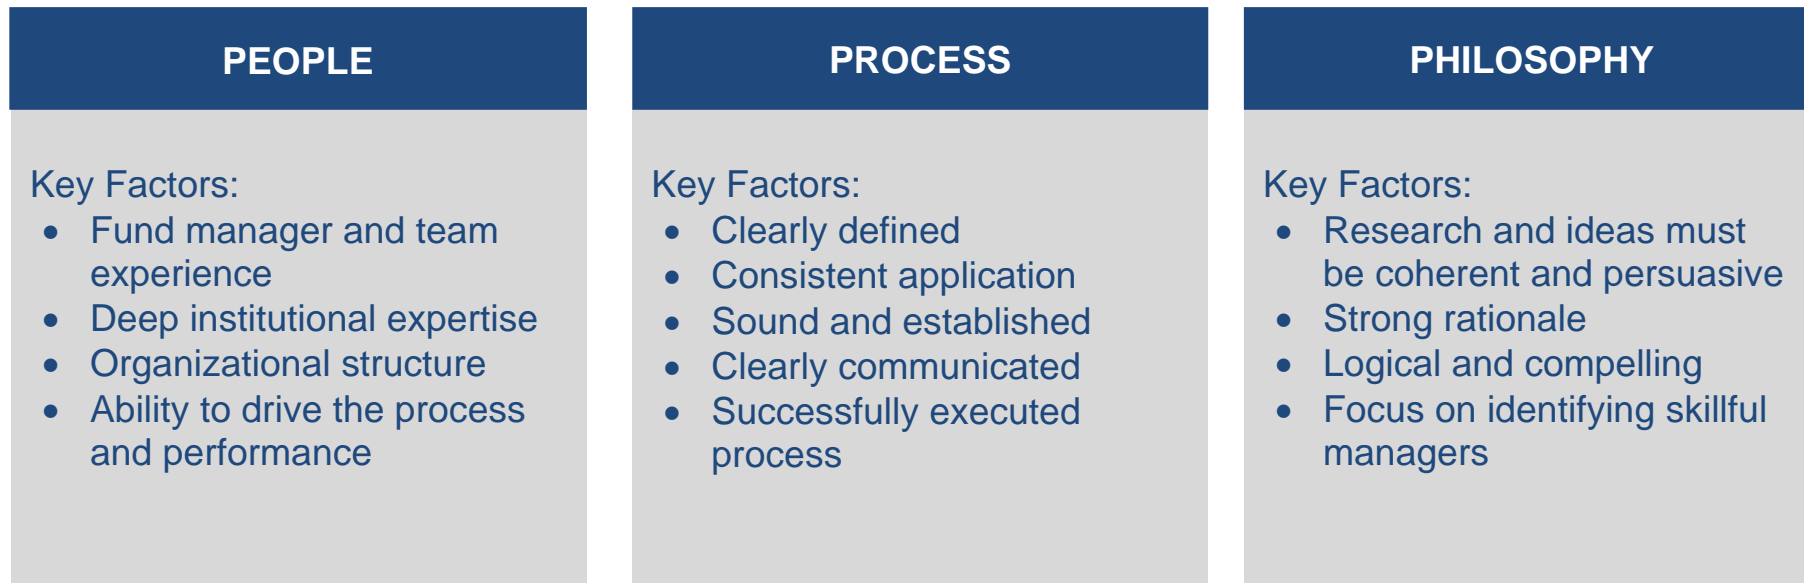 PEOPLE
Key Factors:
• Fund manager and team
experience
• Deep institutional expertise
• Organizational structure
• Ability to drive the process
and performance
PROCESS
Key Factors:
• Clearly defined
• Consistent application
• Sound and established
• Clearly communicated
• Successfully executed
process
PHILOSOPHY
Key Factors:
• Research and ideas must
be coherent and persuasive
• Strong rationale
• Logical and compelling
• Focus on identifying skillful
managers